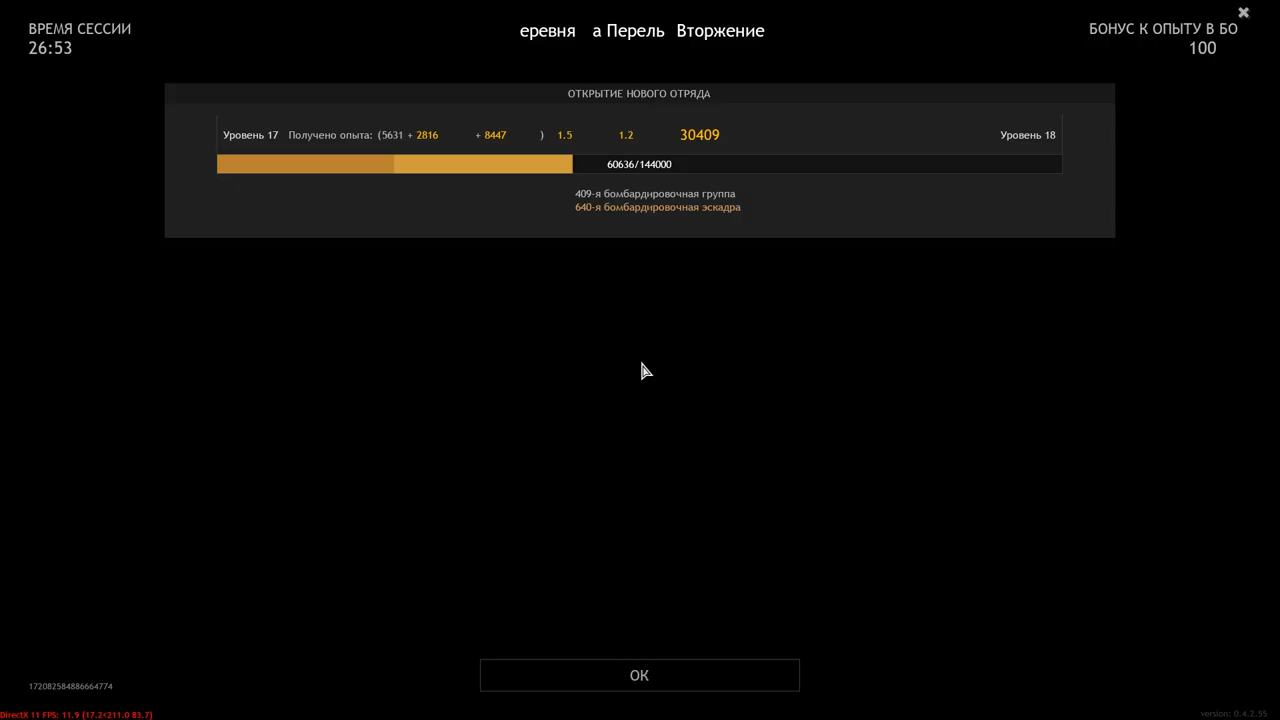 ВРЕМЯ СЕССИИ
26:53
еревня а Перель Вторжение
БОНУС К ОПЫТУ В БО
100
ОТКРЫТИЕ НОВОГО ОТРЯДА
Уровень 17 Получено опыта: (5631 + 2816 + 8447 ) 1.5 1.2 30409 Уровень 18
60636/144000
409-я бомбардировочная группа
640-я бомбардировочная эскадра
ОК
172082584886664774
DirectX 11 FPS: 11.9 (17.2<211.0 83.7)
version: 0.4.2.55